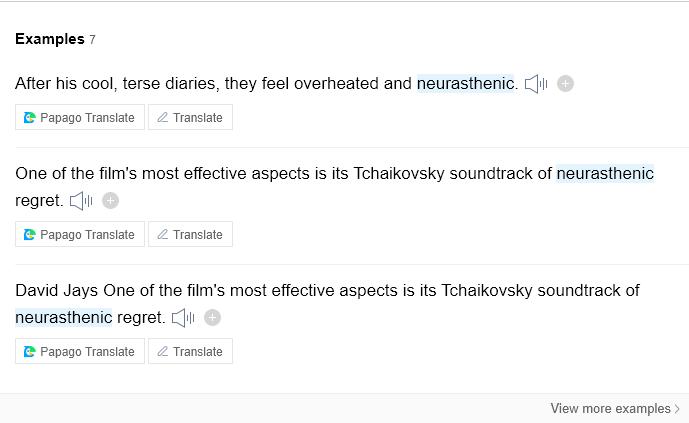 Examples 7
After his cool, terse diaries, they feel overheated and neurasthenic.
Papago Translate Translate
One of the film's most effective aspects is its Tchaikovsky soundtrack of neurasthenic
regret.
Papago Translate Translate
David Jays One of the film's most effective aspects is its Tchaikovsky soundtrack of
neurasthenic regret.
Papago Translate Translate
View more examples